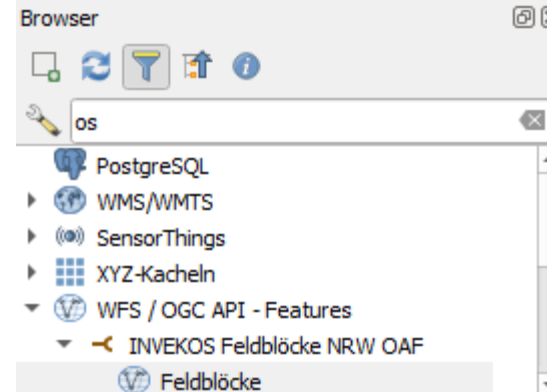 Browser
os
PostgreSQL
WMS/WMTS
SensorThings
XYZ-Kacheln
WFS / OGC API - Features
INVEKOS Feldblöcke NRW OAF
Feldblöcke